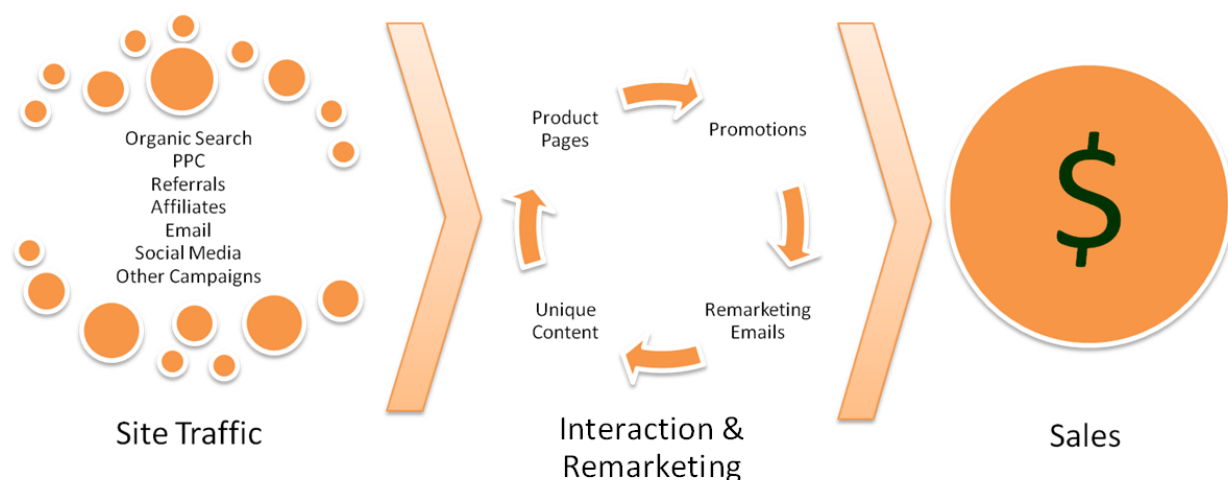 Organic Search
PPC
Referrals
Affiliates
Email
Social Media
Other Campaigns
Site Traffic
Product
Pages
Promotions
Remarketing
Emails
Unique
Content
Interaction &
Remarketing
$
Sales